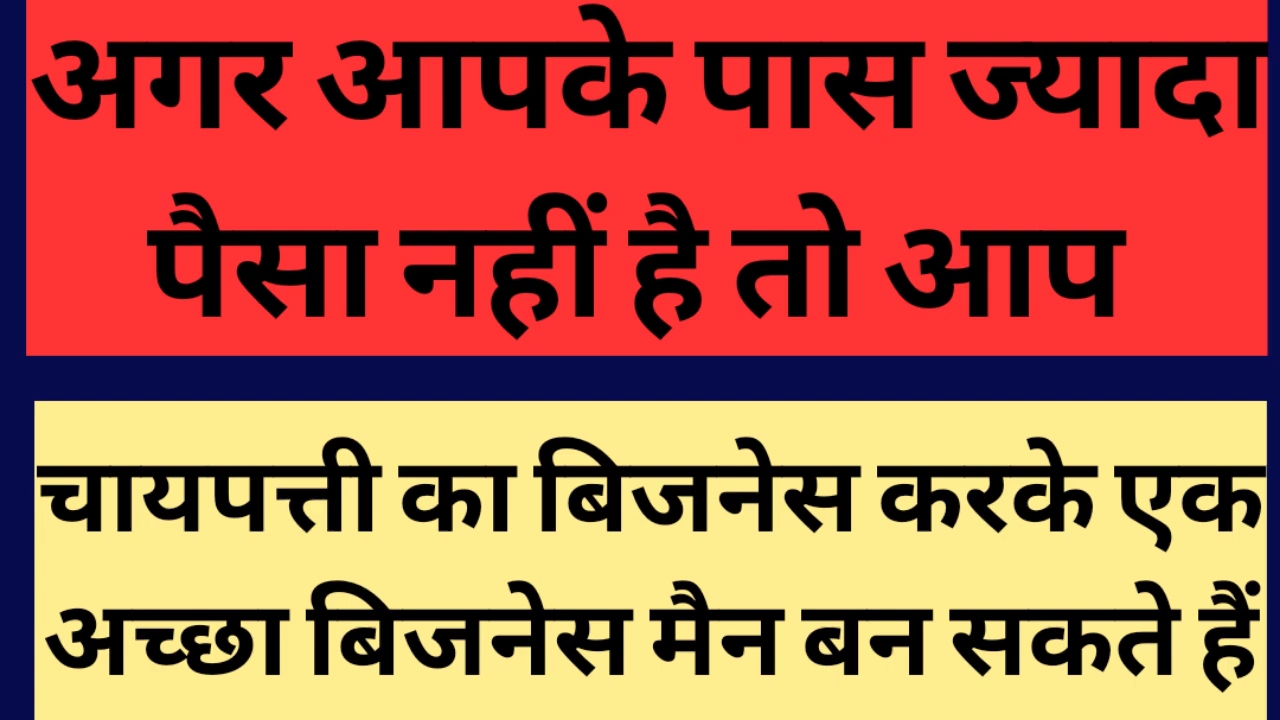 अगर आपके पास ज्यादा
पैसा नहीं है तो आप
चायपत्ती का बिजनेस करके एक
अच्छा बिजनेस मैन बन सकते हैं